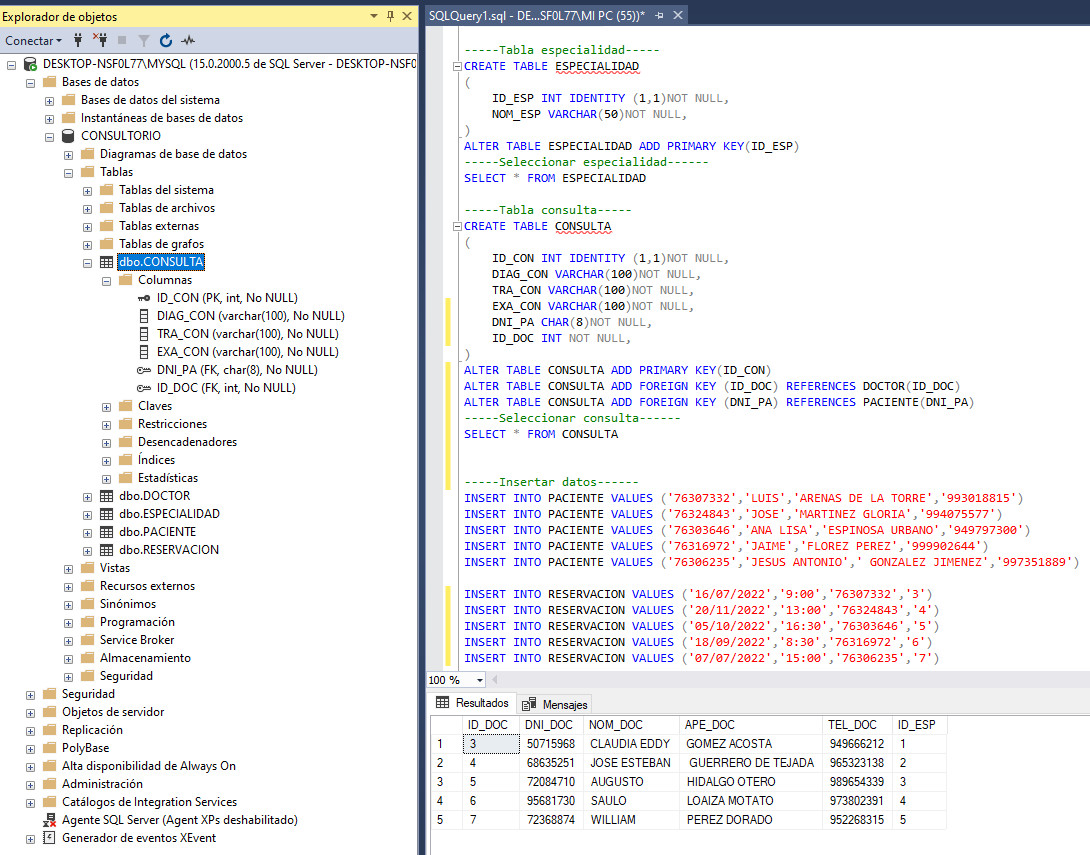 Explorador de objetos
Conectar
DESKTOP-NSF0L77\MYSQL (15.0.2000.5 de SQL Server - DESKTOP-NSF0
Bases de datos
Bases de datos del sistema
Instantáneas de bases de datos
CONSULTORIO
Diagramas de base de datos
Tablas
Tablas del sistema
Tablas de archivos
Tablas externas
Tablas de grafos
dbo.CONSULTA
Columnas
ID_CON (PK, int, No NULL)
DIAG_CON (varchar(100), No NULL)
TRA_CON (varchar(100), No NULL)
EXA_CON (varchar(100), No NULL)
DNI_PA (FK, char(8), No NULL)
ID_DOC (FK, int, No NULL)
Claves
Restricciones
Desencadenadores
Índices
Estadísticas
dbo.DOCTOR
dbo.ESPECIALIDAD
dbo.PACIENTE
dbo.RESERVACION
Vistas
Recursos externos
Sinónimos
Programación
Service Broker
Almacenamiento
Seguridad
Seguridad
Objetos de servidor
Replicación
PolyBase
Alta disponibilidad de Always On
Administración
Catálogos de Integration Services
Agente SQL Server (Agent XPs deshabilitado)
Generador de eventos XEvent
SQLQuery1.sql - DE...SF0L77\MI PC (55))*
-----Tabla especialidad-----
CREATE TABLE ESPECIALIDAD
(
ID_ESP INT IDENTITY (1,1)NOT NULL,
NOM_ESP VARCHAR(50)NOT NULL,
)
ALTER TABLE ESPECIALIDAD ADD PRIMARY KEY(ID_ESP)
-----Seleccionar especialidad------
SELECT * FROM ESPECIALIDAD
-----Tabla consulta-----
CREATE TABLE CONSULTA
(
ID_CON INT IDENTITY (1,1)NOT NULL,
DIAG_CON VARCHAR(100)NOT NULL,
TRA_CON VARCHAR(100)NOT NULL,
EXA_CON VARCHAR(100)NOT NULL,
DNI_PA CHAR(8)NOT NULL,
ID_DOC INT NOT NULL,
)
ALTER TABLE CONSULTA ADD PRIMARY KEY(ID_CON)
ALTER TABLE CONSULTA ADD FOREIGN KEY (ID_DOC) REFERENCES DOCTOR(ID_DOC)
ALTER TABLE CONSULTA ADD FOREIGN KEY (DNI_PA) REFERENCES PACIENTE(DNI_PA)
-----Seleccionar consulta------
SELECT * FROM CONSULTA
-----Insertar datos------
INSERT INTO PACIENTE VALUES ('76307332','LUIS','ARENAS DE LA TORRE','993018815')
INSERT INTO PACIENTE VALUES ('76324843','JOSE','MARTINEZ GLORIA','994075577')
INSERT INTO PACIENTE VALUES ('76303646','ANA LISA','ESPINOSA URBANO','949797300')
INSERT INTO PACIENTE VALUES ('76316972','JAIME','FLOREZ PEREZ','999902644')
INSERT INTO PACIENTE VALUES ('76306235','JESUS ANTONIO',' GONZALEZ JIMENEZ','997351889')
INSERT INTO RESERVACION VALUES ('16/07/2022','9:00','76307332','3')
INSERT INTO RESERVACION VALUES ('20/11/2022','13:00','76324843','4')
INSERT INTO RESERVACION VALUES ('05/10/2022','16:30','76303646','5')
INSERT INTO RESERVACION VALUES ('18/09/2022','8:30','76316972','6')
INSERT INTO RESERVACION VALUES ('07/07/2022','15:00','76306235','7')
100 %
Resultados Mensajes
ID_DOC DNI_DOC NOM_DOC APE_DOC TEL_DOC ID_ESP
1 3 50715968 CLAUDIA EDDY GOMEZ ACOSTA 949666212 1
2 4 68635251 JOSE ESTEBAN GUERRERO DE TEJADA 965323138 2
3 5 72084710 AUGUSTO HIDALGO OTERO 989654339 3
4 6 95681730 SAULO LOAIZA MOTATO 973802391 4
5 7 72368874 WILLIAM PEREZ DORADO 952268315 5